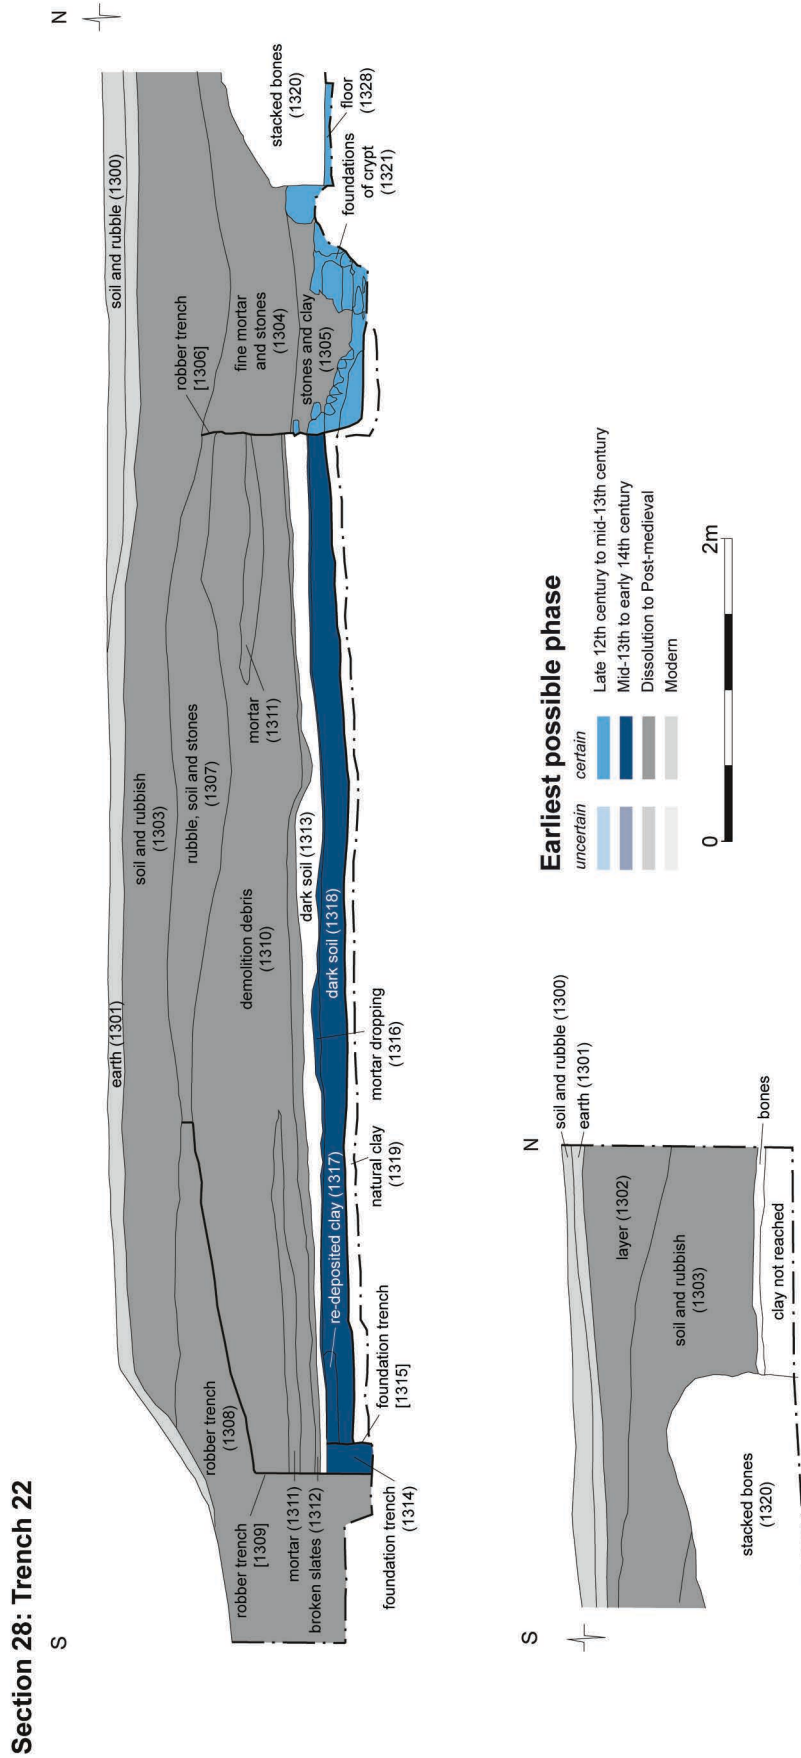 Section 28: Trench 22
S
N
soil and rubble (1300)
earth (1301)
soil and rubbish
(1303)
robber trench
[1306]
rubble, soil and stones
(1307)
fine mortar
and stones
(1304)
stacked bones
(1320)
robber trench
(1308)
demolition debris
(1310)
mortar
(1311)
stones and clay
(1305)
floor
(1328)
foundations
of crypt
(1321)
robber trench
[1309]
mortar (1311)
broken slates (1312)
dark soil (1313)
dark soil (1318)
re-deposited clay (1317)
mortar dropping
(1316)
natural clay
(1319)
foundation trench
[1315]
foundation trench
(1314)
S
N
soil and rubble (1300)
earth (1301)
layer (1302)
soil and rubbish
(1303)
bones
clay not reached
stacked bones
(1320)
Earliest possible phase
uncertain certain
Late 12th century to mid-13th century
Mid-13th to early 14th century
Dissolution to Post-medieval
Modern
0 2m